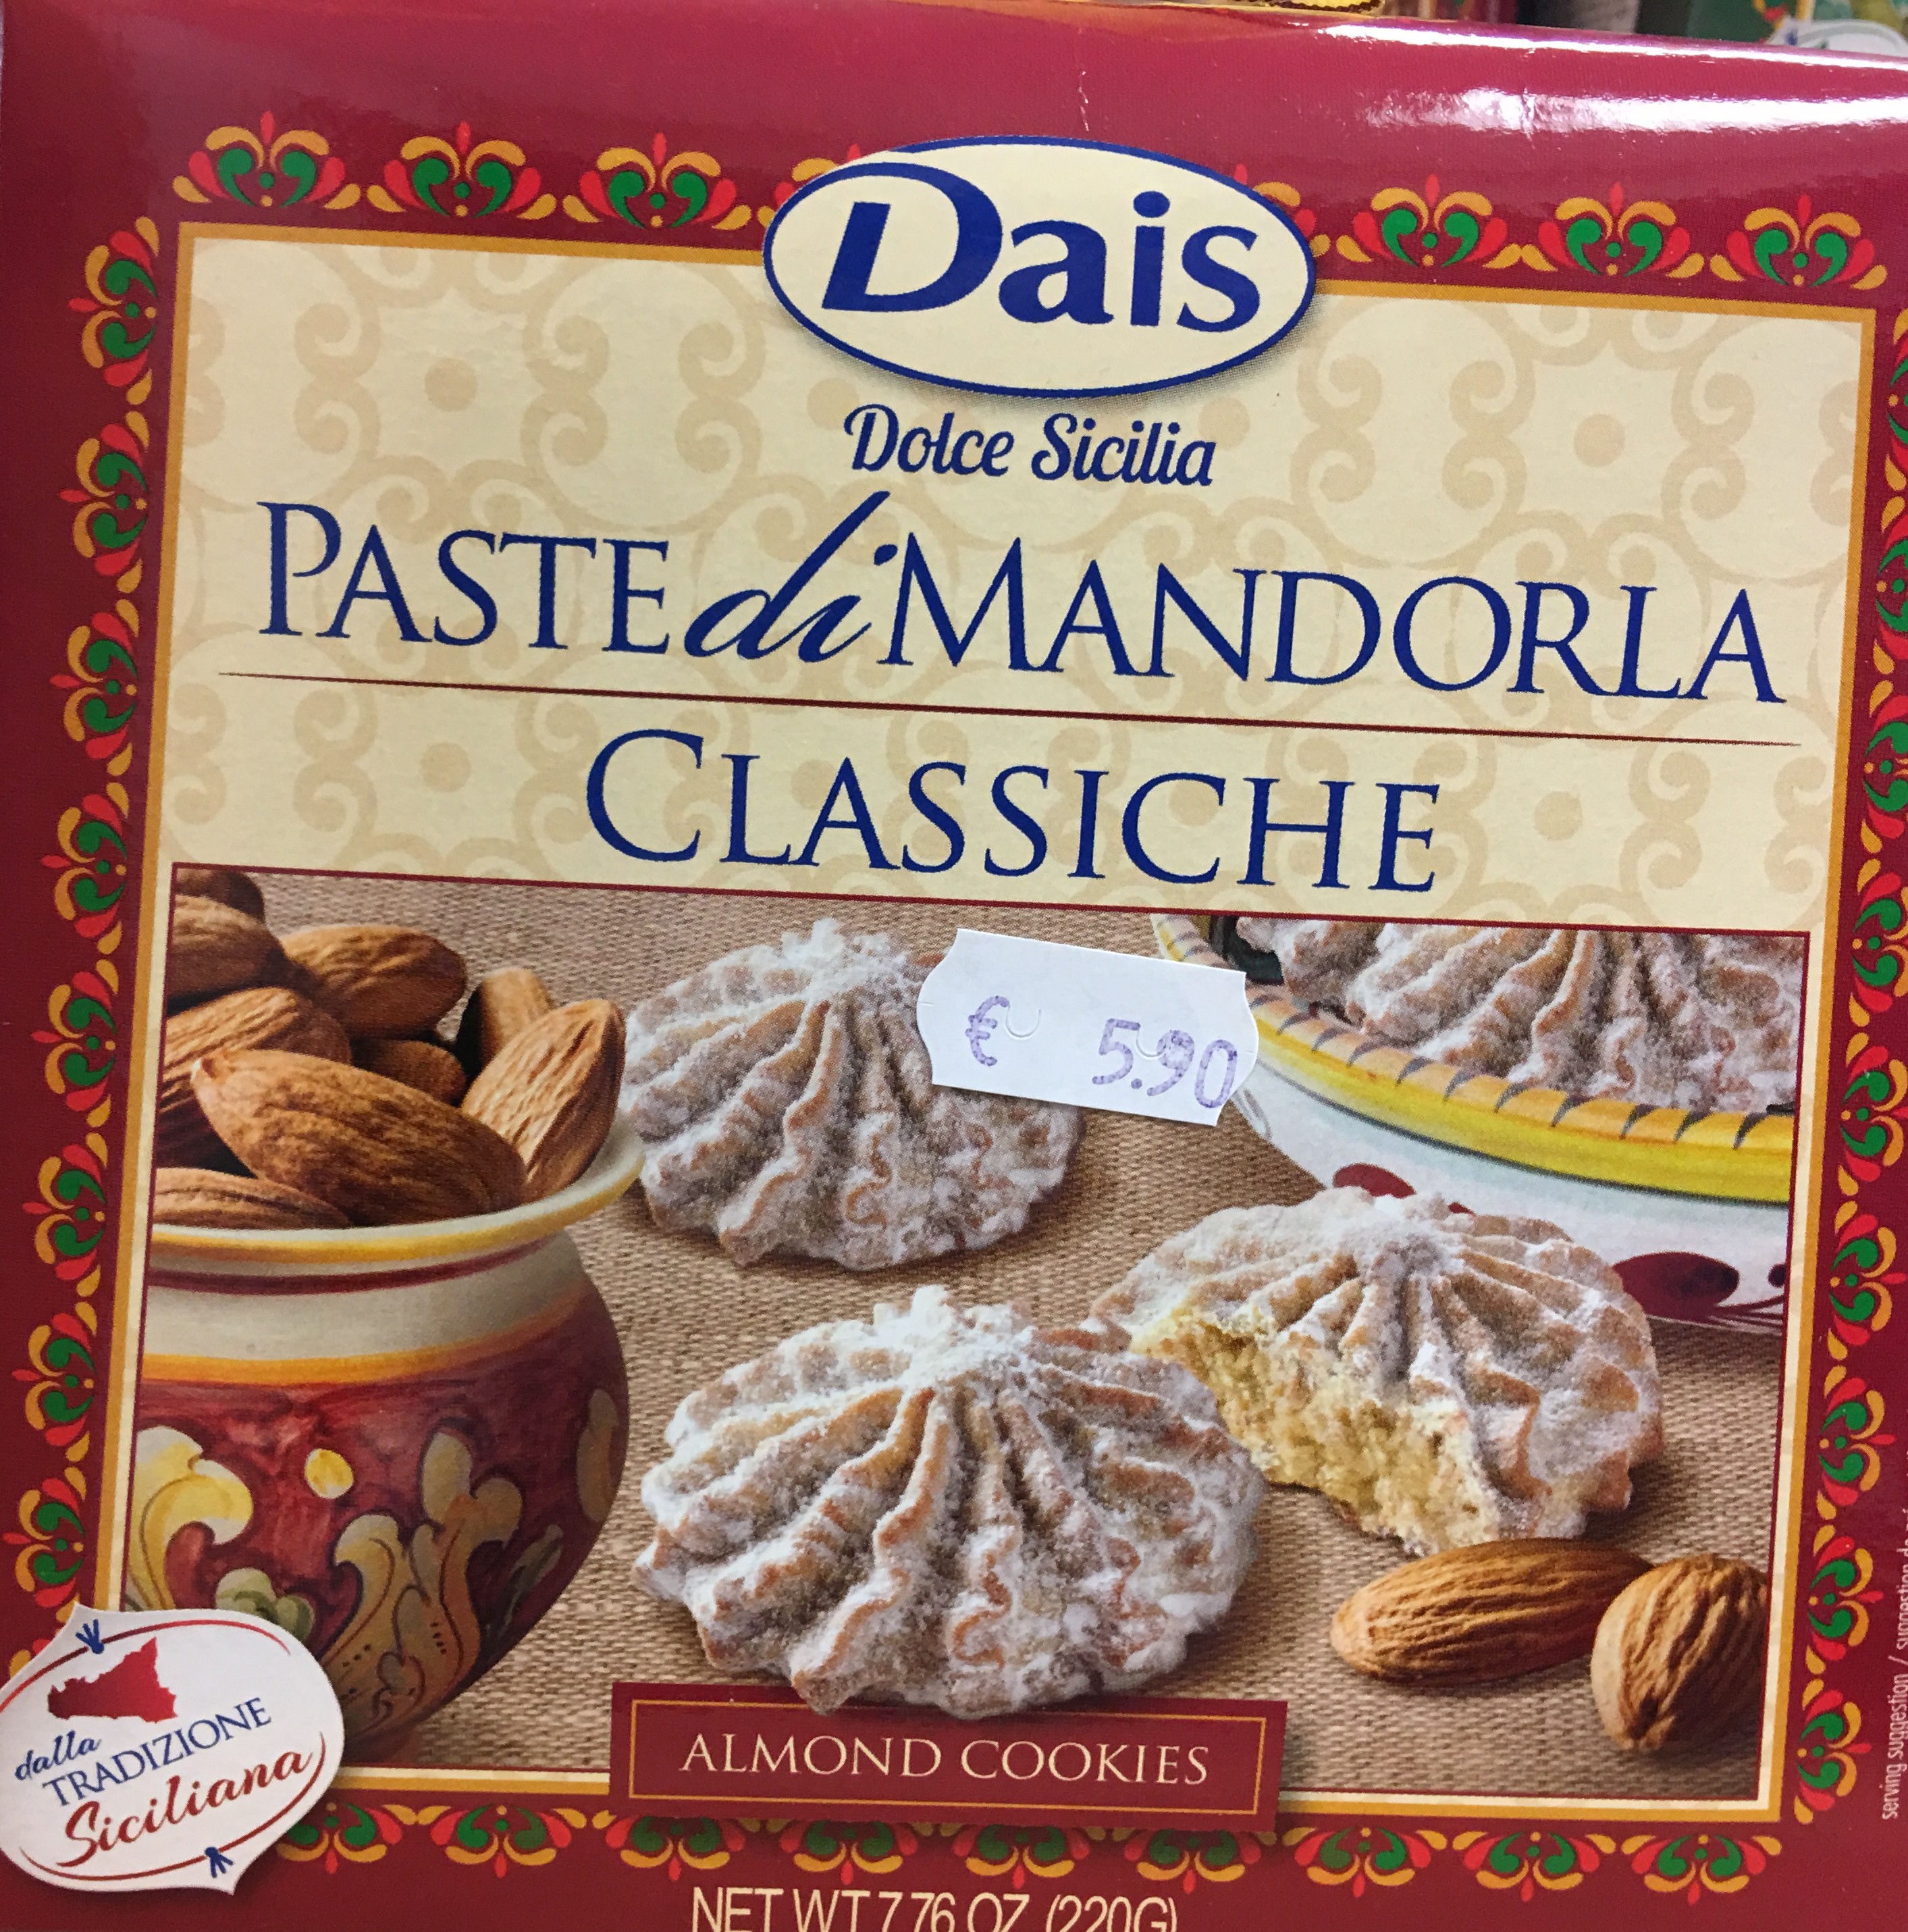 Dais
Dolce Sicilia
PASTE di MANDORLA
CLASSICHE
€ 5.90
ALMOND COOKIES
dalla
TRADIZIONE
Siciliana
NET WT 7.76 OZ (220G)
serving suggestion /